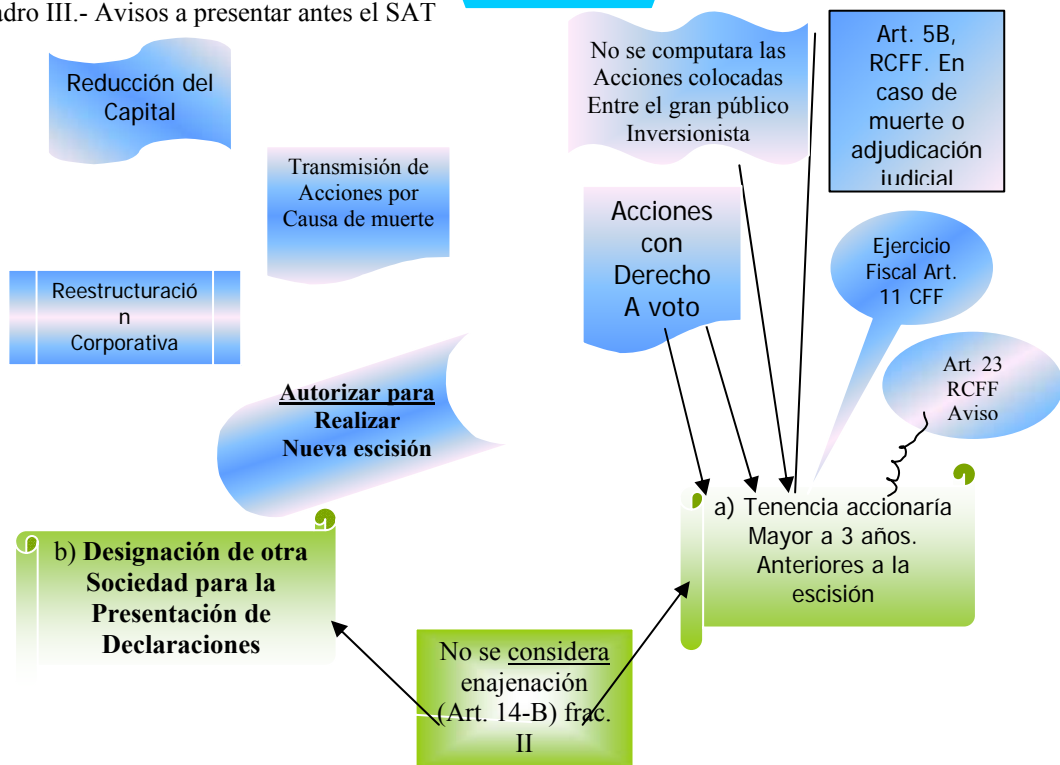 adro III.- Avisos a presentar antes el SAT
Reducción del
Capital
Transmisión de
Acciones por
Causa de muerte
Reestructuració
n
Corporativa
Autorizar para
Realizar
Nueva escisión
b) Designación de otra
Sociedad para la
Presentación de
Declaraciones
No se computara las
Acciones colocadas
Entre el gran público
Inversionista
Acciones
con
Derecho
A voto
Art. 5B,
RCFF. En
caso de
muerte o
adjudicación
judicial
Ejercicio
Fiscal Art.
11 CFF
Art. 23
RCFF
Aviso
a) Tenencia accionaría
Mayor a 3 años.
Anteriores a la
escisión
No se considera
enajenación
(Art. 14-B) frac.
II